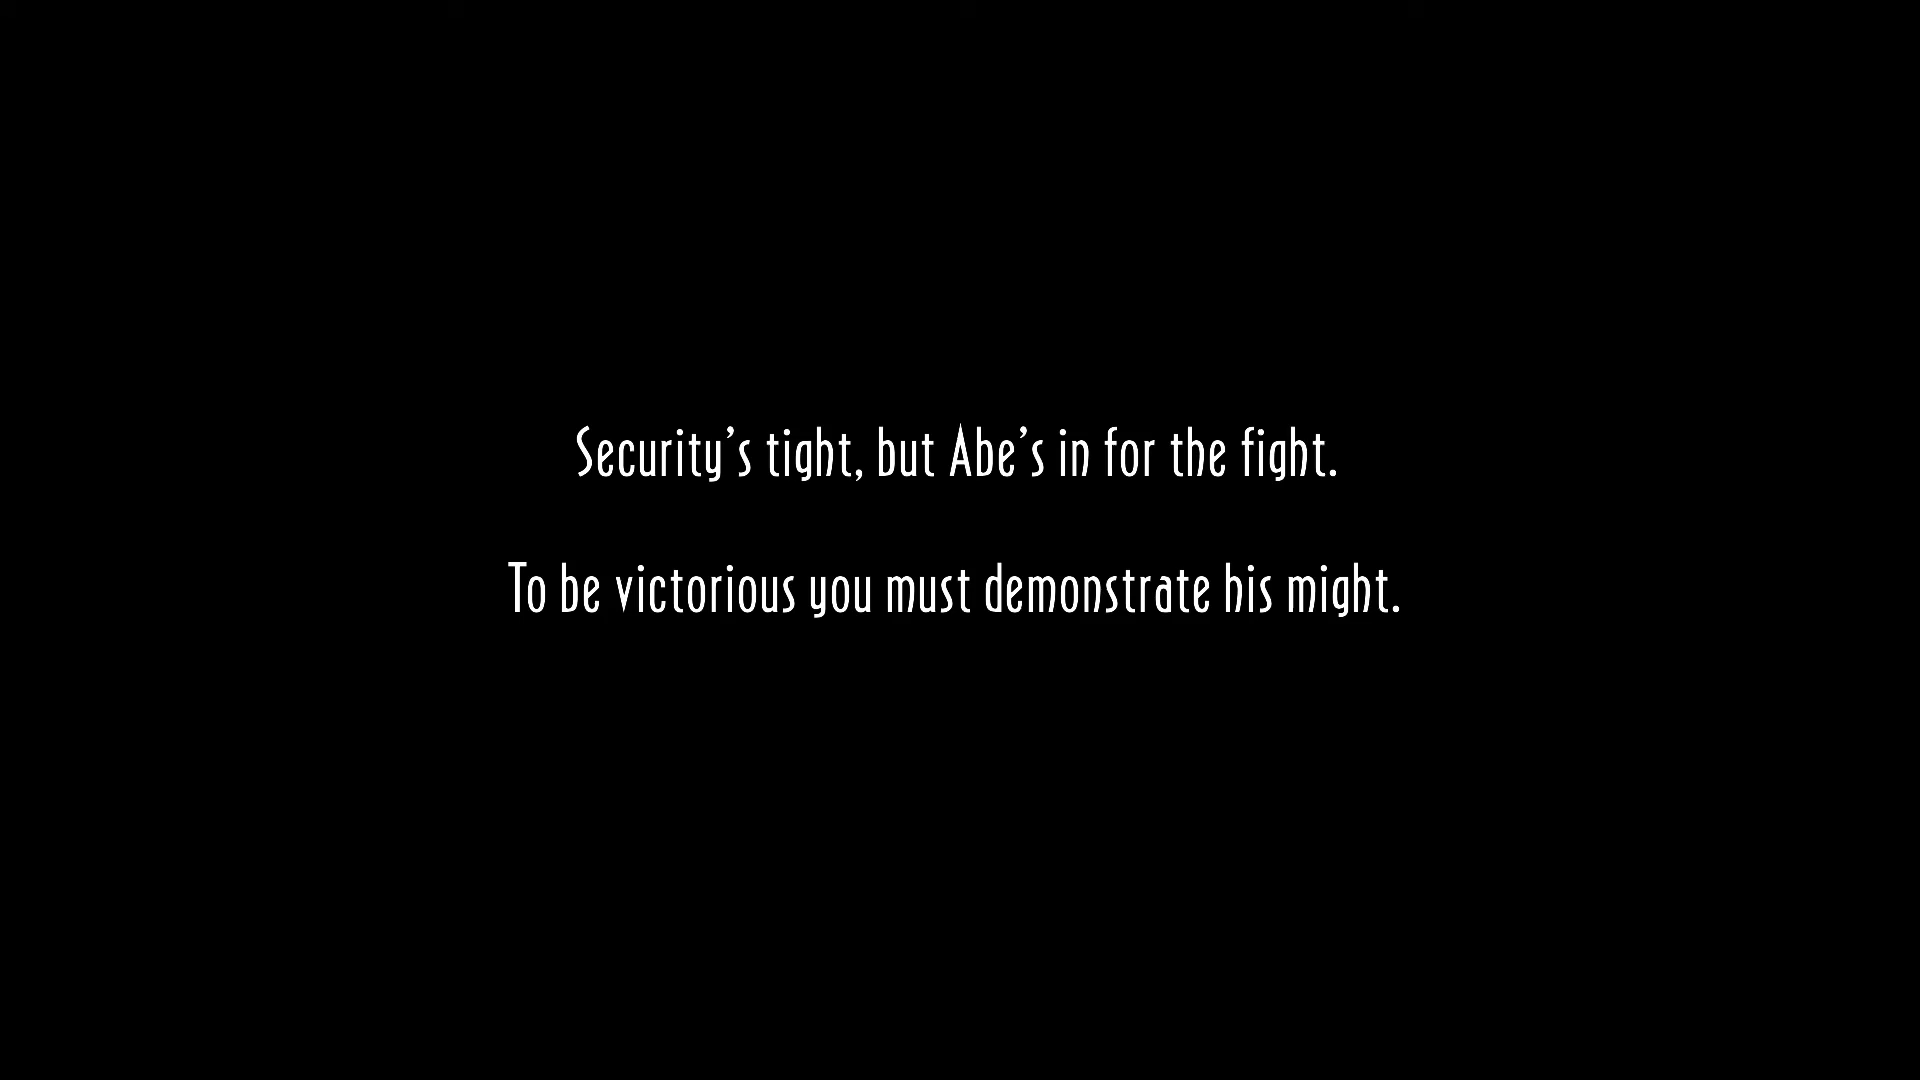 Security’s tight, but Abe’s in for the fight.
To be victorious you must demonstrate his might.